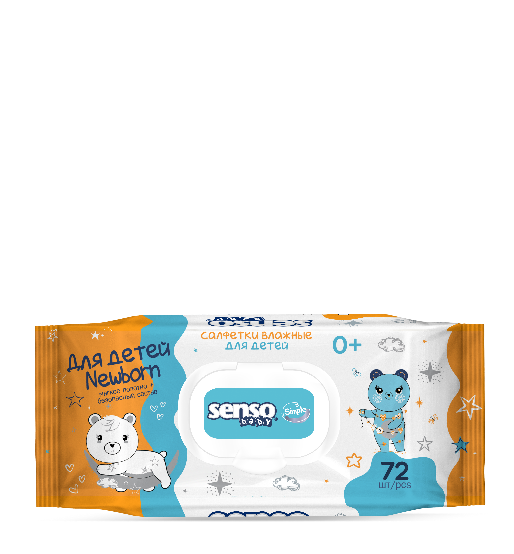 САЛФЕТКИ ВЛАЖНЫЕ
ДЛЯ ДЕТЕЙ
0+
Для детей
Newborn
senso
baby
Simple
72
шт/pcs